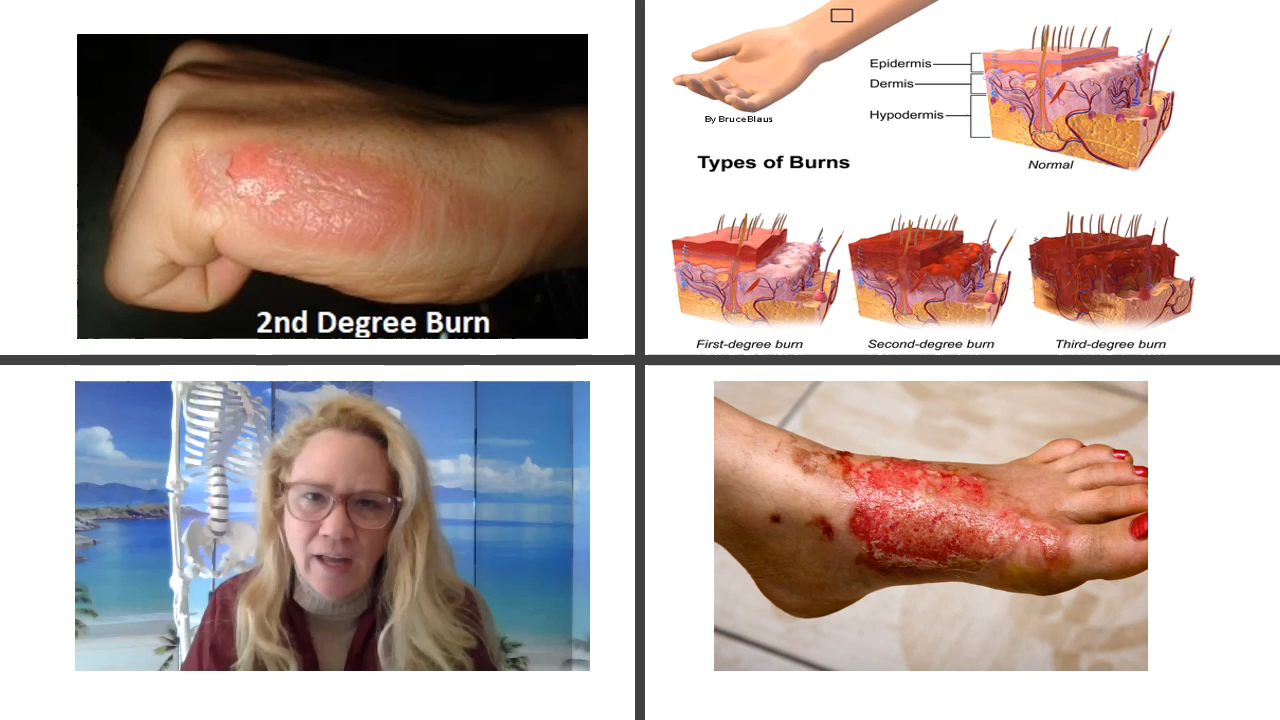 2nd Degree Burn
Epidermis
Dermis
Hypodermis
By BruceBlaus
Types of Burns
Normal
First-degree burn
Second-degree burn
Third-degree burn